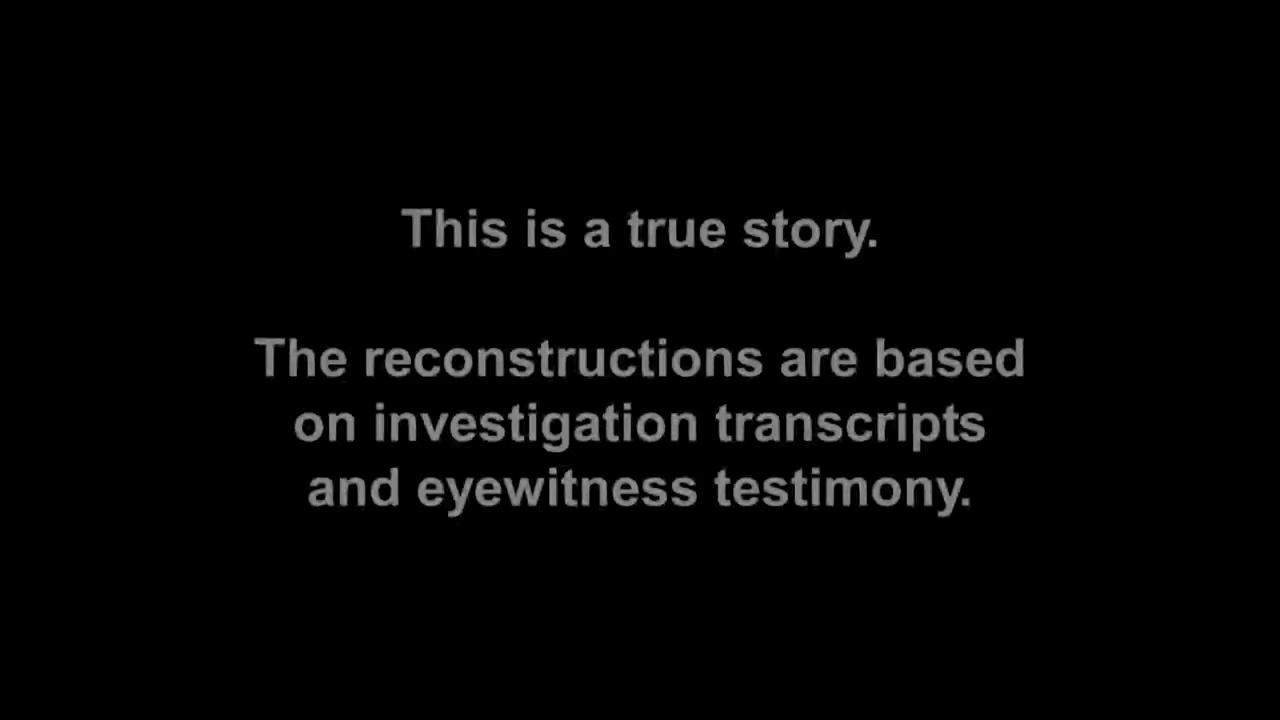 This is a true story.
The reconstructions are based
on investigation transcripts
and eyewitness testimony.